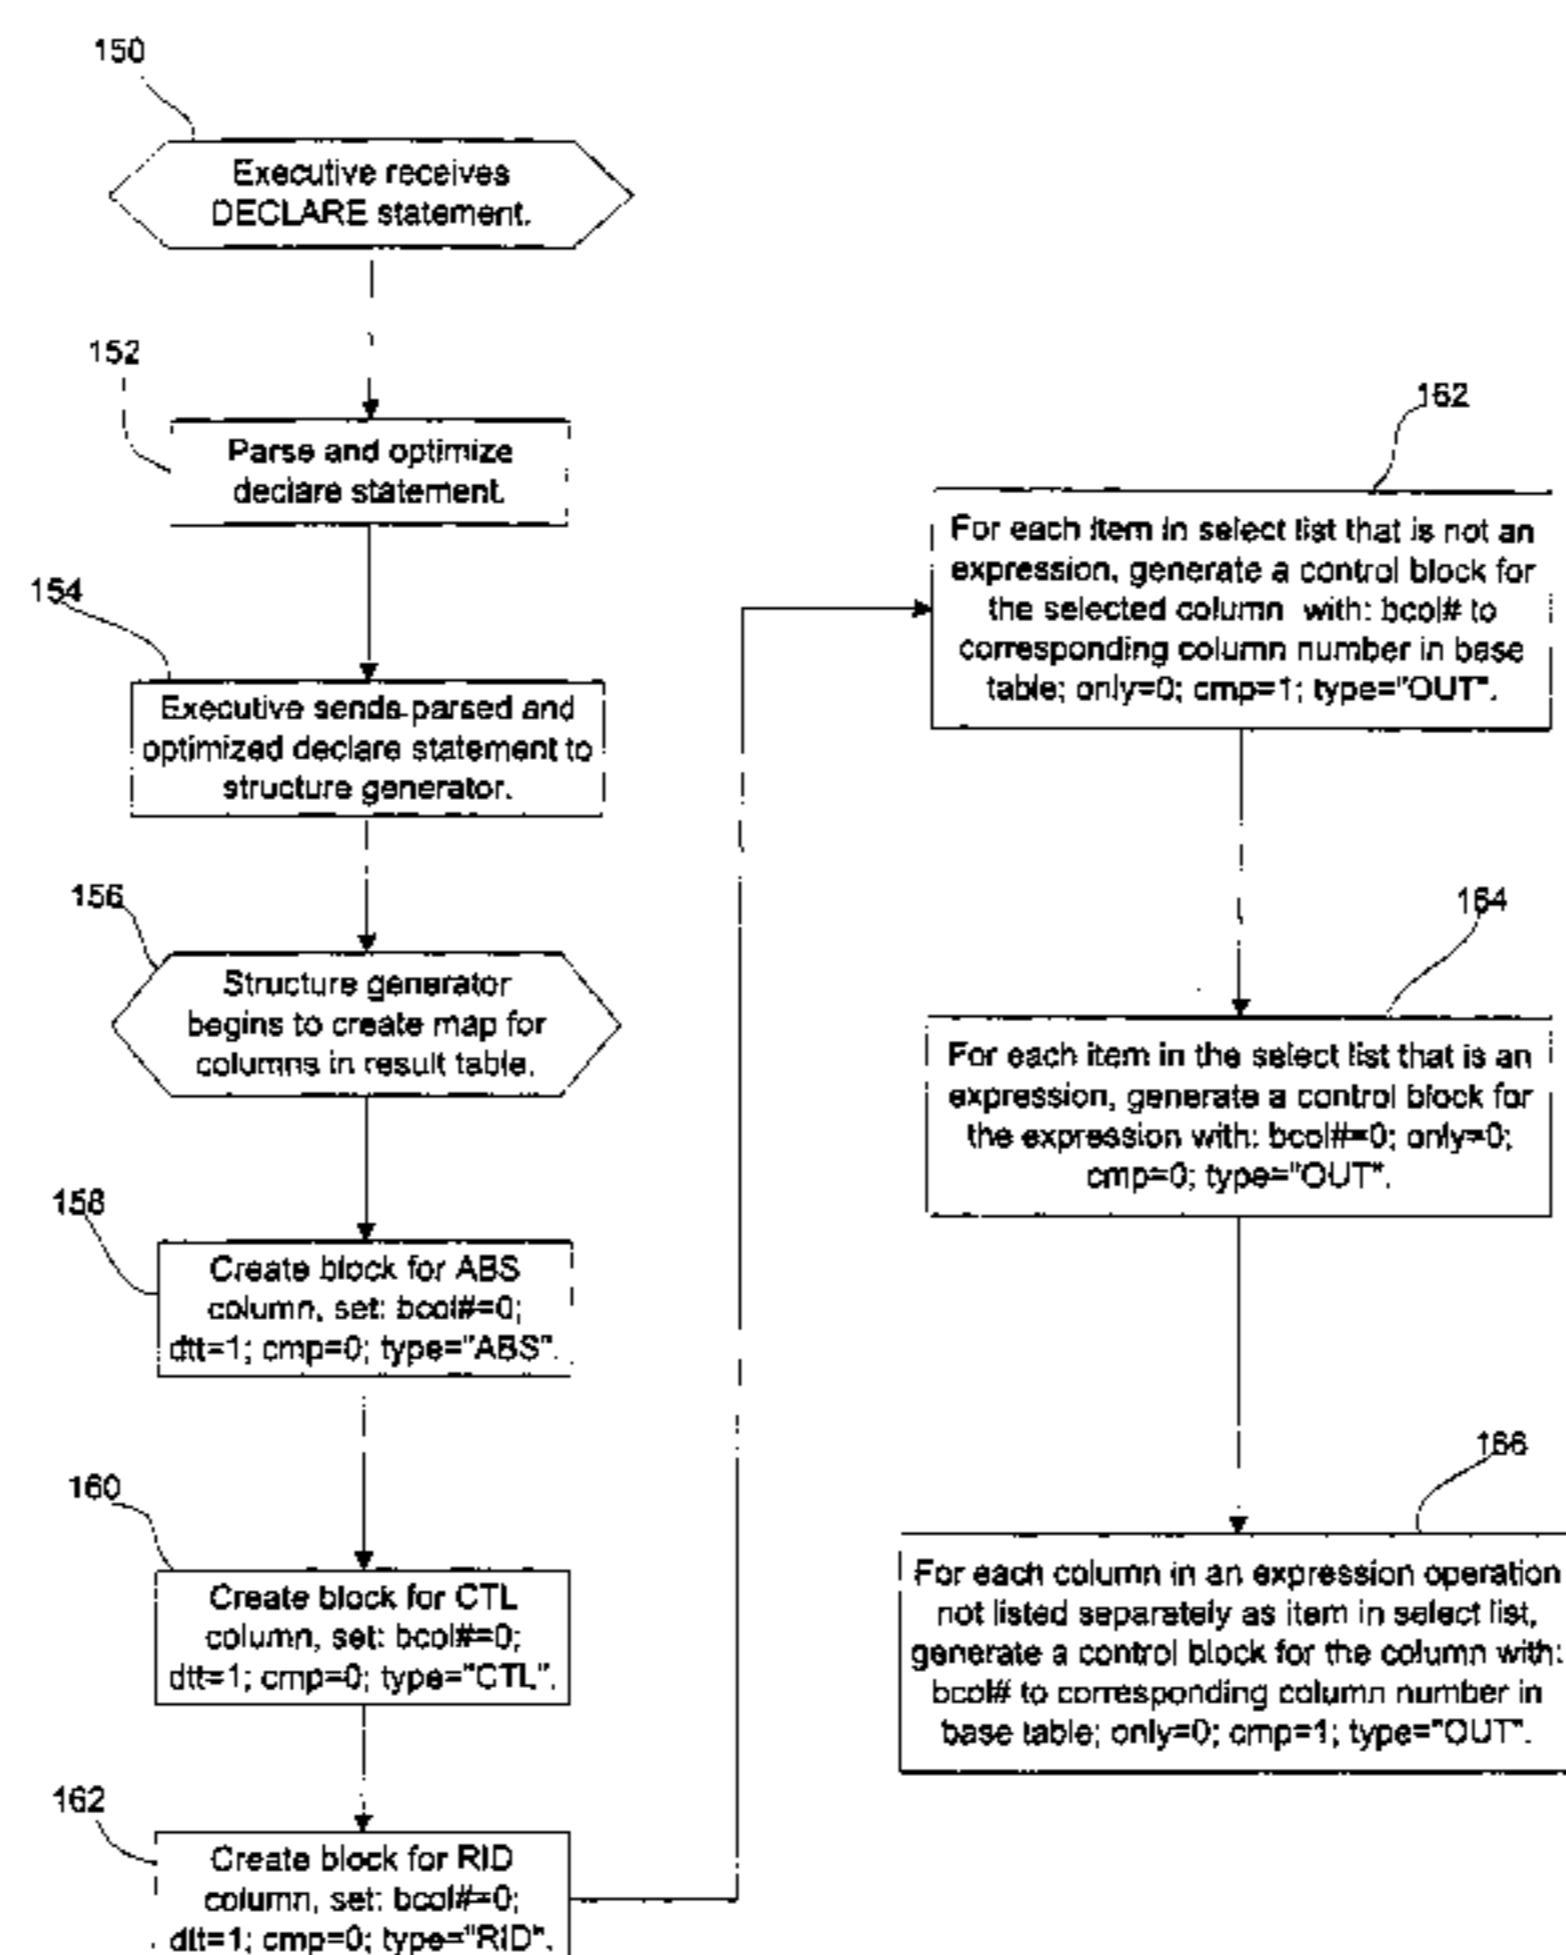 150
Executive receives
DECLARE statement.
152
Parse and optimize
declare statement.
154
Executive sends parsed and
optimized declare statement to
structure generator.
156
Structure generator
begins to create map for
columns in result table.
158
Create block for ABS
column, set: bcol#=0;
dtt=1; cmp=0; type="ABS".
160
Create block for CTL
column, set: bcol#=0;
dtt=1; cmp=0; type="CTL".
162
Create block for RID
column, set: bcol#=0;
dtt=1; cmp=0; type="RID".
162
For each item in select list that is not an
expression, generate a control block for
the selected column with: bcol# to
corresponding column number in base
table; only=0; cmp=1; type="OUT".
164
For each item in the select list that is an
expression, generate a control block for
the expression with: bcol#=0; only=0;
cmp=0; type="OUT".
166
For each column in an expression operation
not listed separately as item in select list,
generate a control block for the column with:
bcol# to corresponding column number in
base table; only=0; cmp=1; type="OUT".